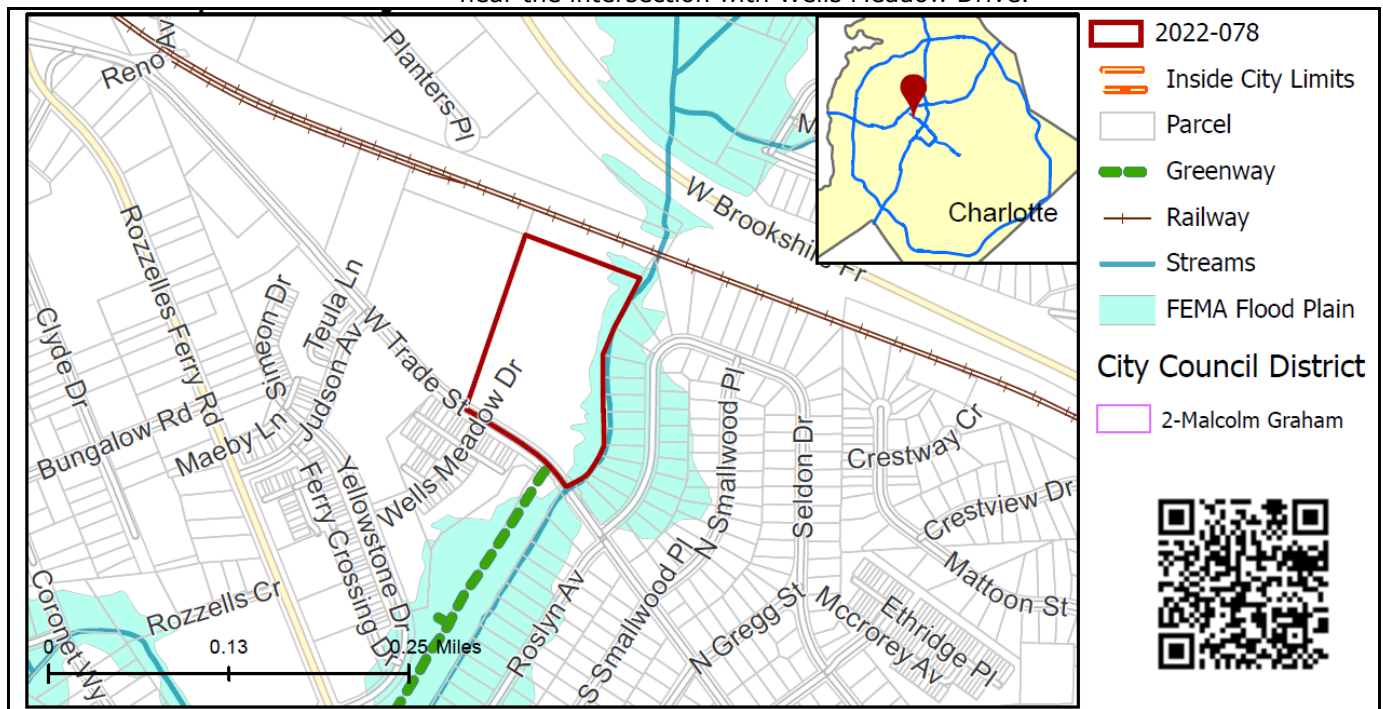 near the intersection with Wells Meadow Drive.
Reno Av
Planters Pl
M
W Brookshire Fr
Charlotte
Rozzelles Ferry Rd
Simeon Dr
Teula Ln
Judson Av
W Trade St
Clyde Dr
Bungalow Rd
Maeby Ln
Wells Meadow Dr
Yellowstone Dr
Ferry Crossing Dr
N Smallwood Pl
Seldon Dr
Crestway Cr
Crestview Dr
Mattoon St
Coronet Wy
Rozzells Cr
Roslyn Av
S Smallwood Pl
N Gregg St
Mccrorey Av
Ethridge Pl
0 0.13 0.25 Miles
2022-078
Inside City Limits
Parcel
Greenway
Railway
Streams
FEMA Flood Plain
City Council District
2-Malcolm Graham